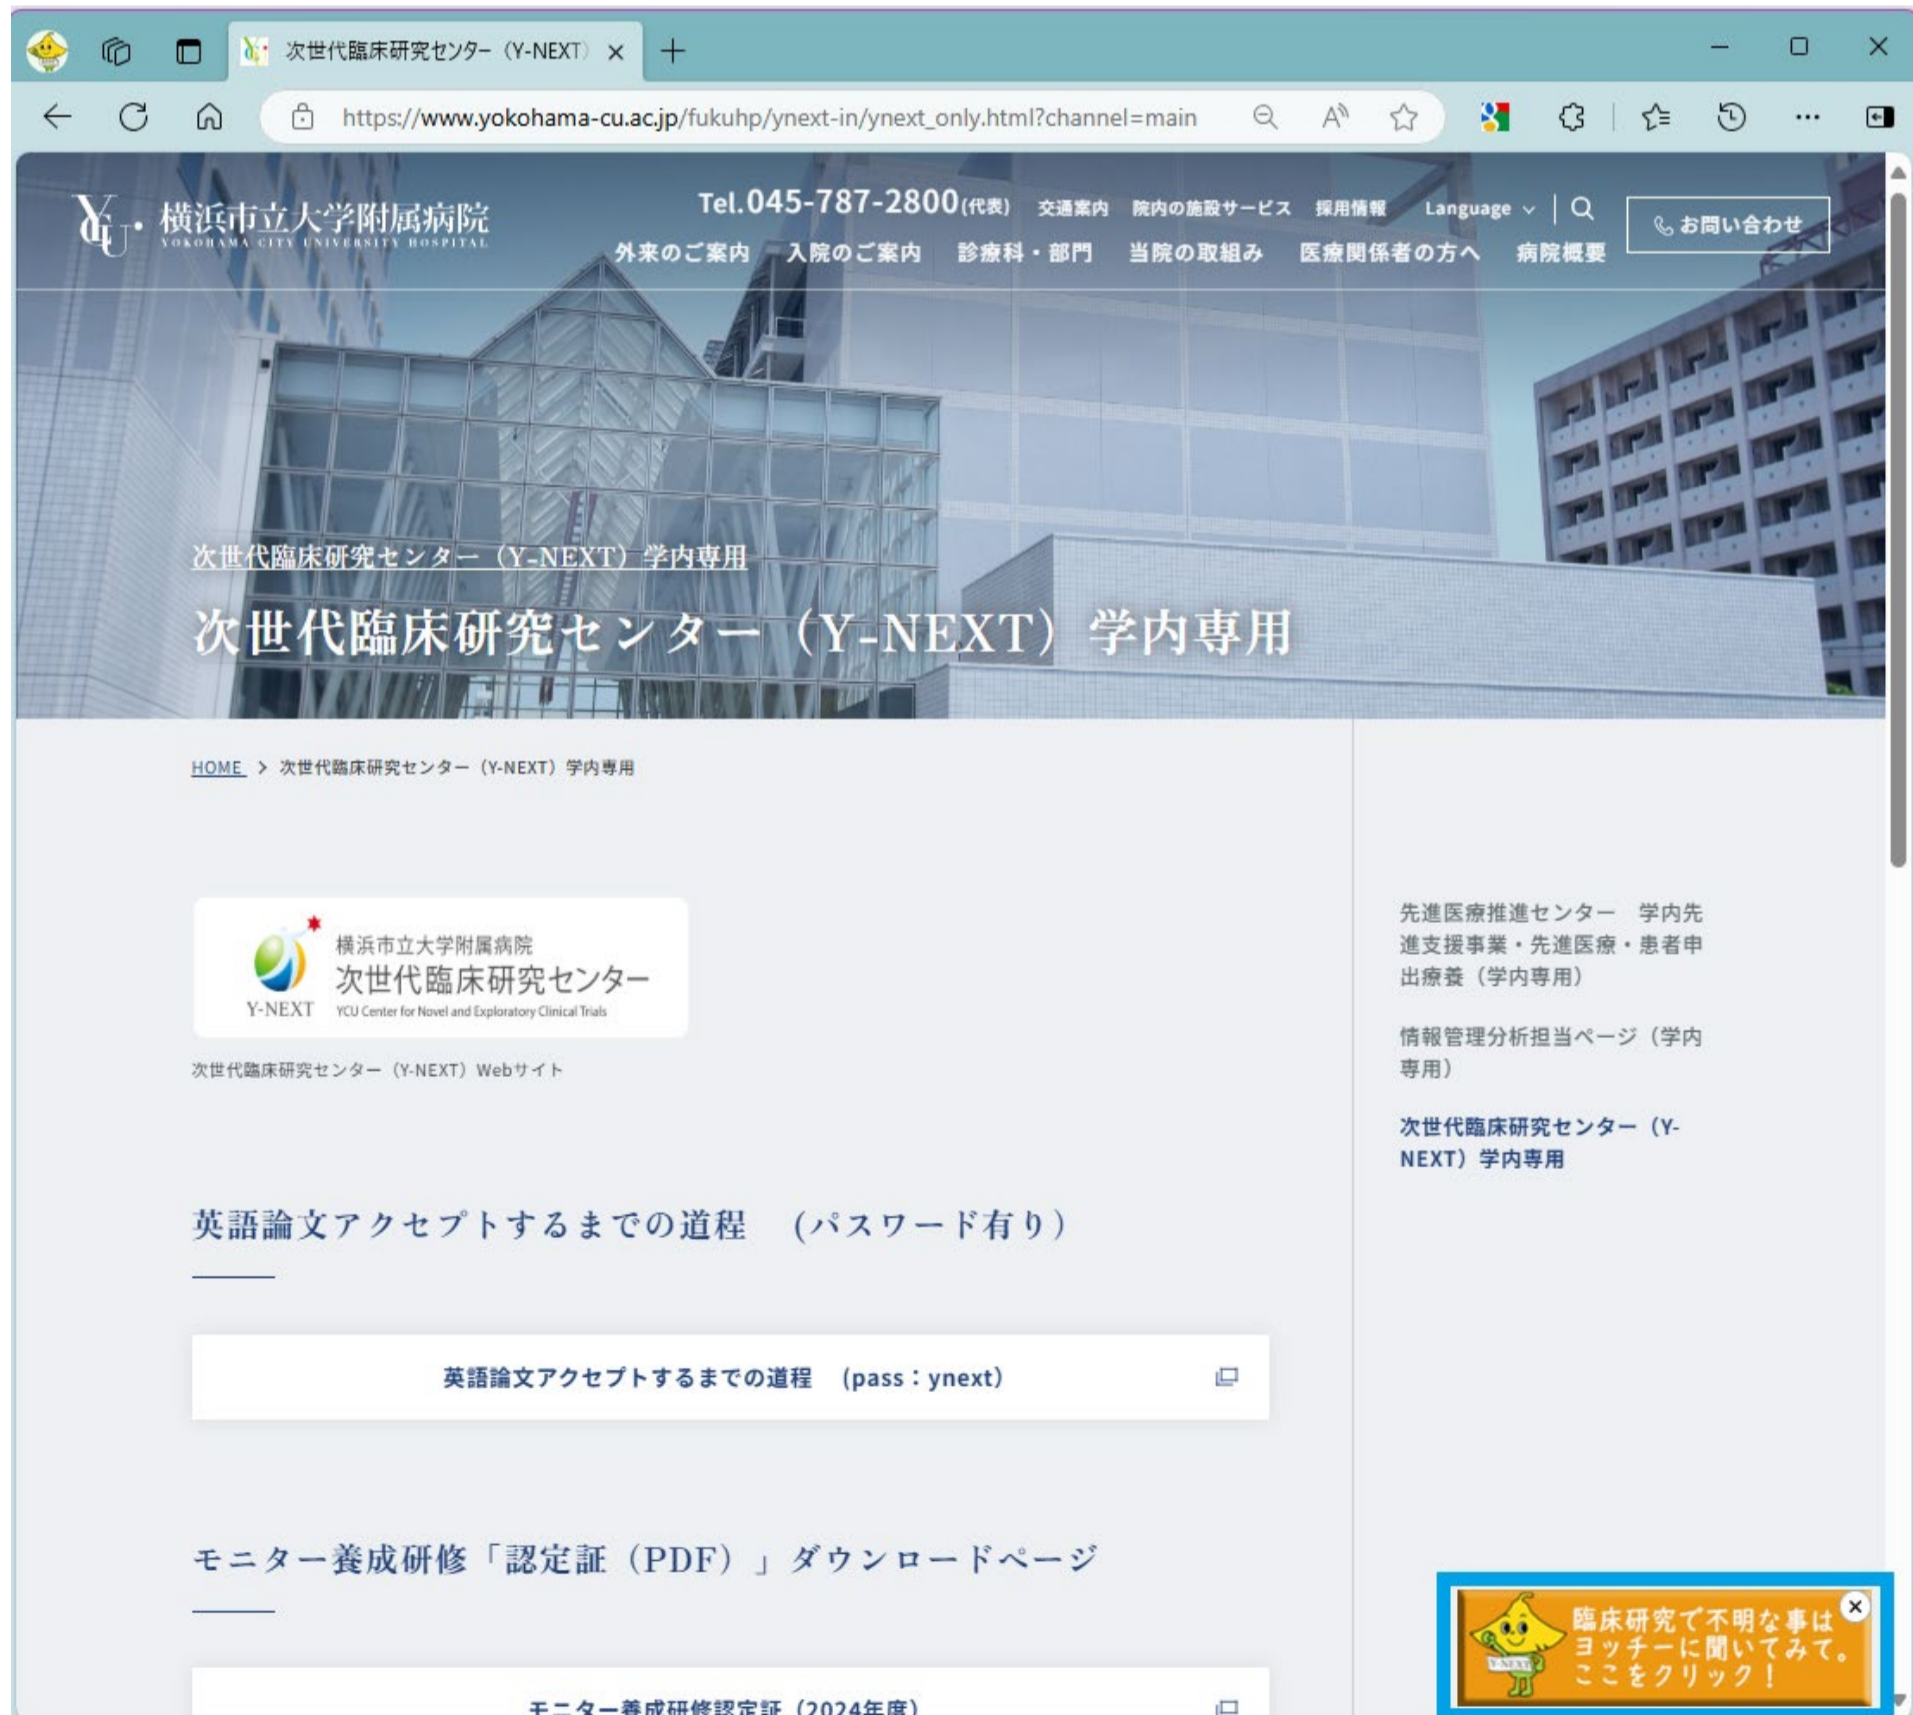 次世代臨床研究センター（Y-NEXT）
https://www.yokohama-cu.ac.jp/fukuhp/ynext-in/ynext_only.html?channel=main
横浜市立大学附属病院
YOKOHAMA CITY UNIVERSITY HOSPITAL
Tel.045-787-2800(代表) 交通案内 院内の施設サービス 採用情報 Language
お問い合わせ
外来のご案内 入院のご案内 診療科・部門 当院の取組み 医療関係者の方へ 病院概要
次世代臨床研究センター（Y-NEXT）学内専用
次世代臨床研究センター（Y-NEXT）学内専用
HOME > 次世代臨床研究センター（Y-NEXT）学内専用
横浜市立大学附属病院
次世代臨床研究センター
Y-NEXT YCU Center for Novel and Exploratory Clinical Trials
次世代臨床研究センター（Y-NEXT）Webサイト
英語論文アクセプトするまでの道程　(パスワード有り）
英語論文アクセプトするまでの道程　(pass：ynext）
モニター養成研修「認定証（PDF）」ダウンロードページ
モニター養成研修認定証（2024年度）
先進医療推進センター　学内先
進支援事業・先進医療・患者申
出療養（学内専用）
情報管理分析担当ページ（学内
専用）
次世代臨床研究センター（Y-
NEXT）学内専用
Y-NEXT
臨床研究で不明な事は
ヨッチーに聞いてみて。
ここをクリック！